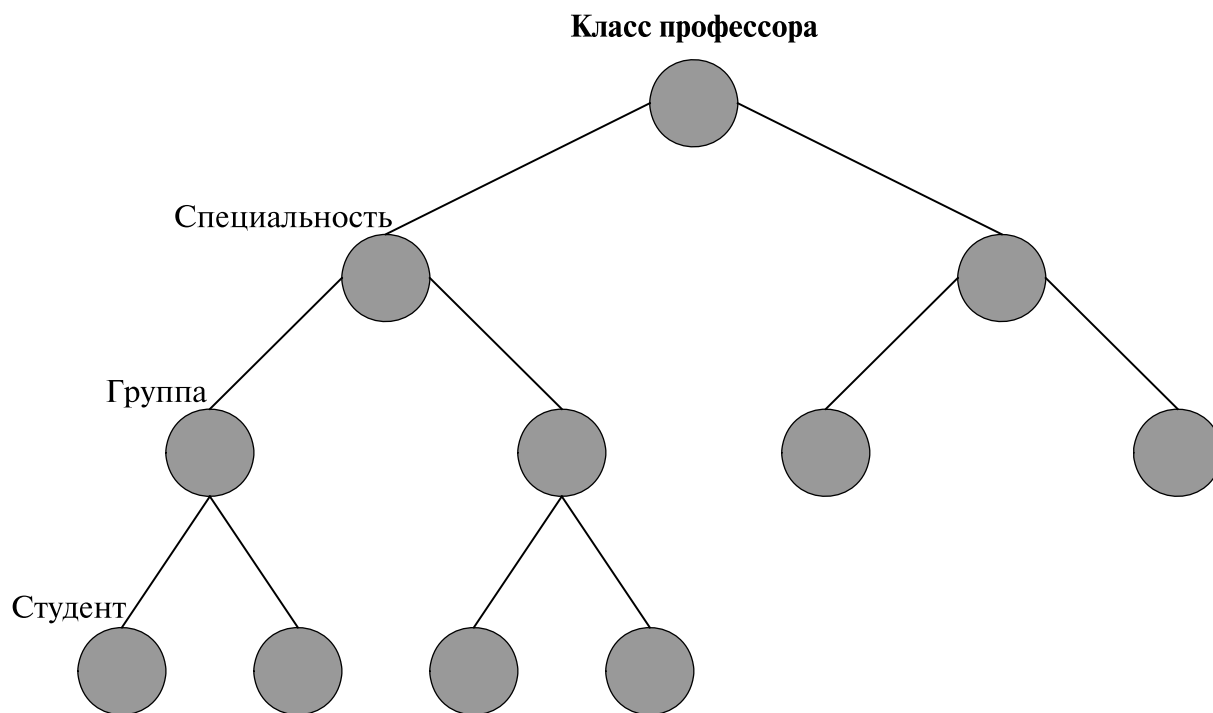 Класс профессора
Специальность
Группа
Студент